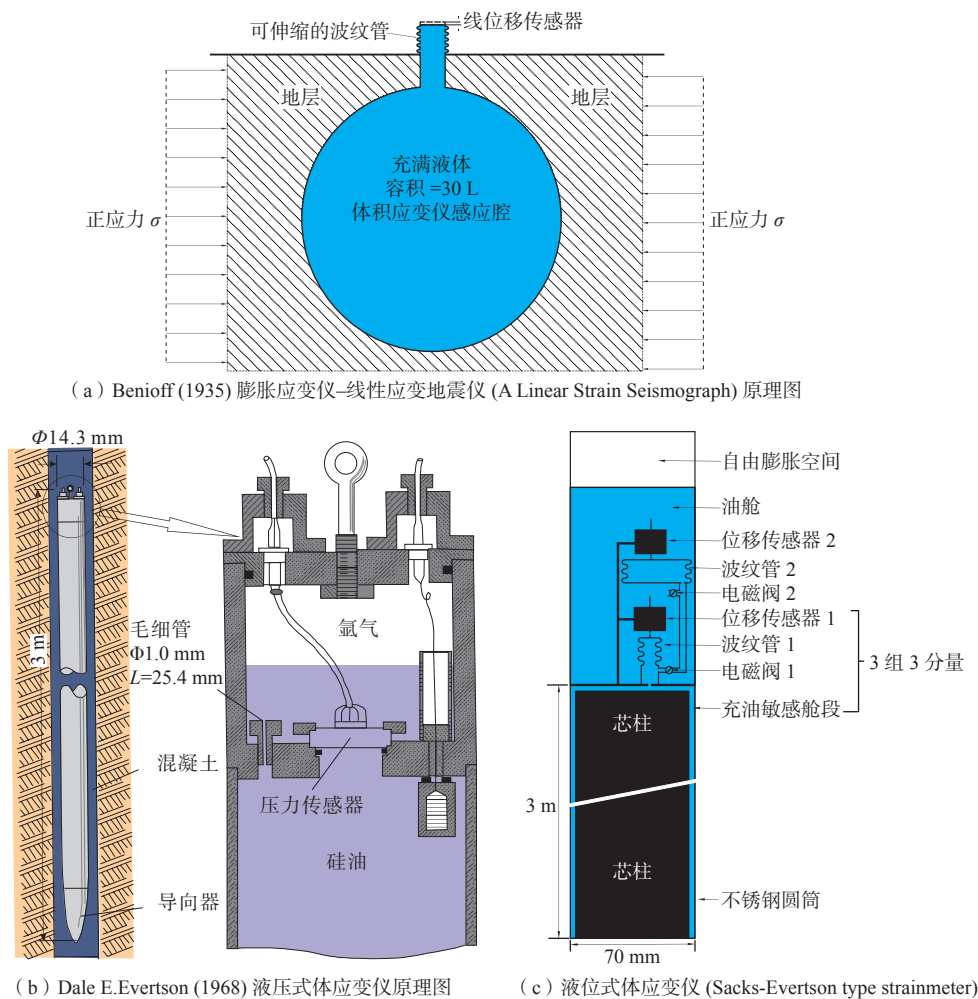 可伸缩的波纹管
线位移传感器
地层
地层
充满液体
容积 =30 L
体积应变仪感应腔
正应力 σ
正应力 σ
（a）Benioff (1935) 膨胀应变仪–线性应变地震仪 (A Linear Strain Seismograph) 原理图
Φ14.3 mm
3 m
混凝土
导向器
毛细管
Φ1.0 mm
L=25.4 mm
氩气
压力传感器
硅油
（b）Dale E.Evertson (1968) 液压式体应变仪原理图
自由膨胀空间
油舱
位移传感器 2
波纹管 2
电磁阀 2
位移传感器 1
波纹管 1
电磁阀 1
3 组 3 分量
充油敏感舱段
芯柱
3 m
芯柱
不锈钢圆筒
70 mm
（c）液位式体应变仪 (Sacks-Evertson type strainmeter)